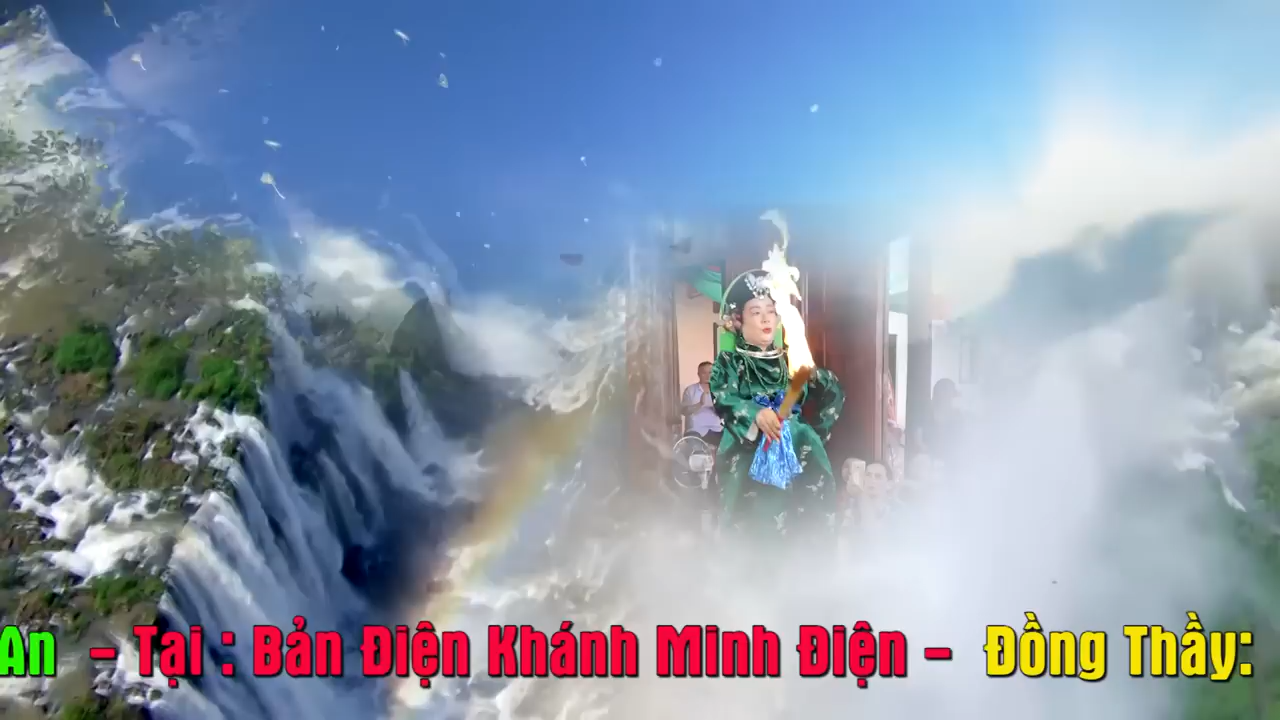 An – Tại : Bản Điện Khánh Minh Điện – Đồng Thầy: